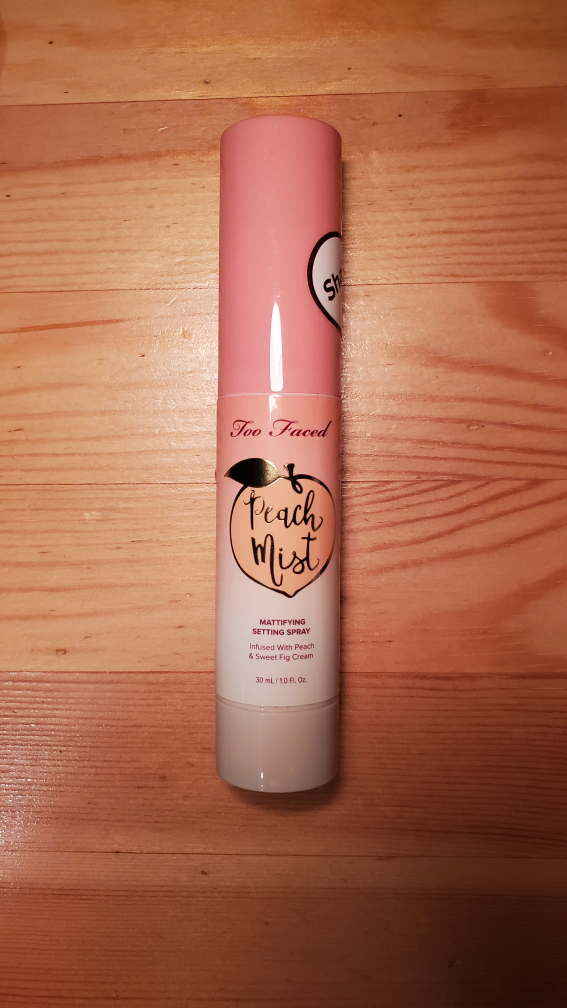 Too Faced
Peach
Mist
MATTIFYING
SETTING SPRAY
Infused With Peach
& Sweet Fig Cream
30 mL / 1.0 Fl. Oz.